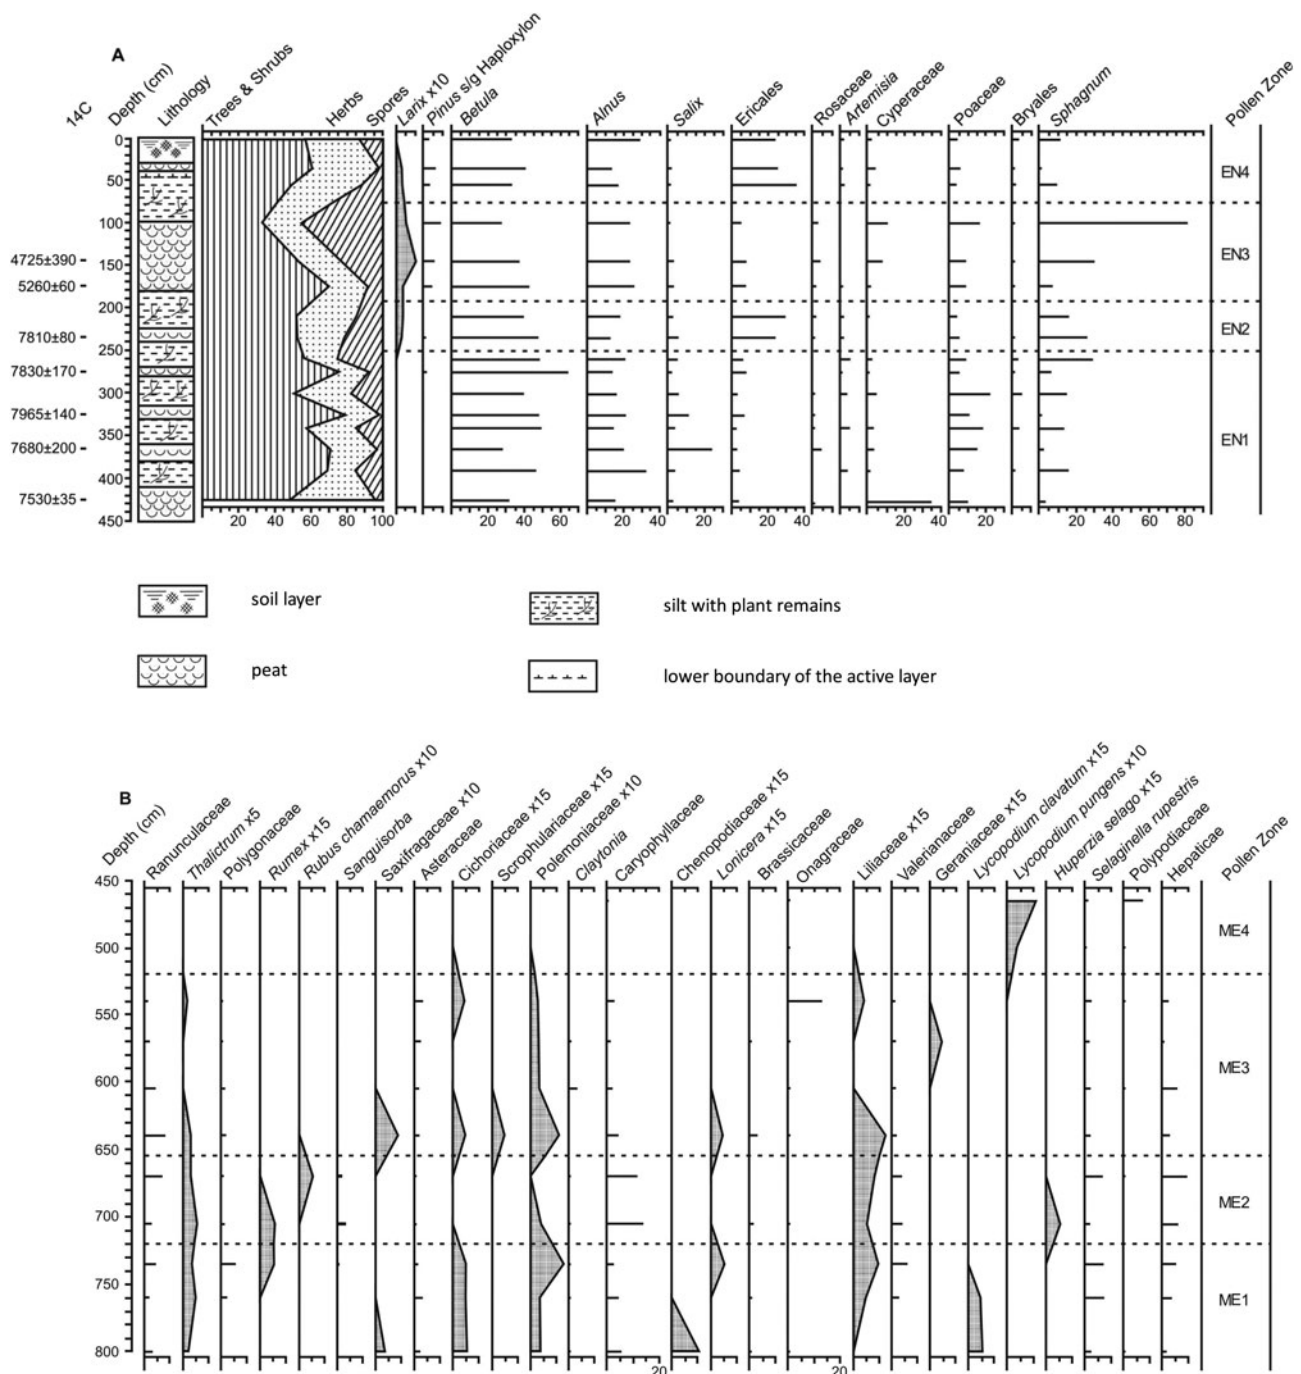 A
14C
Depth (cm)
Lithology
Trees & Shrubs
Herbs
Spores
Larix x10
Pinus s/g Haploxylon
Betula
Alnus
Salix
Ericales
Rosaceae
Artemisia
Cyperaceae
Poaceae
Bryales
Sphagnum
Pollen Zone
0
50
100
150
200
250
300
350
400
450
4725±390
5260±60
7810±80
7830±170
7965±140
7680±200
7530±35
EN4
EN3
EN2
EN1
20 40 60 80 100 20 40 60 20 40 20 20 40 20 40 20 20 40 60 80
soil layer
silt with plant remains
peat
lower boundary of the active layer
B
Depth (cm)
Ranunculaceae
Thalictrum x5
Polygonaceae
Rumex x15
Rubus chamaemorus x10
Sanguisorba
Saxifragaceae x10
Asteraceae
Cichoriaceae x15
Scrophulariaceae x15
Polemoniaceae x10
Claytonia
Caryophyllaceae
Chenopodiaceae x15
Lonicera x15
Brassicaceae
Onagraceae
Liliaceae x15
Valerianaceae
Geraniaceae x15
Lycopodium clavatum x15
Lycopodium pungens x10
Huperzia selago x15
Selaginella rupestris
Polypodiaceae
Hepaticae
Pollen Zone
450
500
550
600
650
700
750
800
ME4
ME3
ME2
ME1
20 20